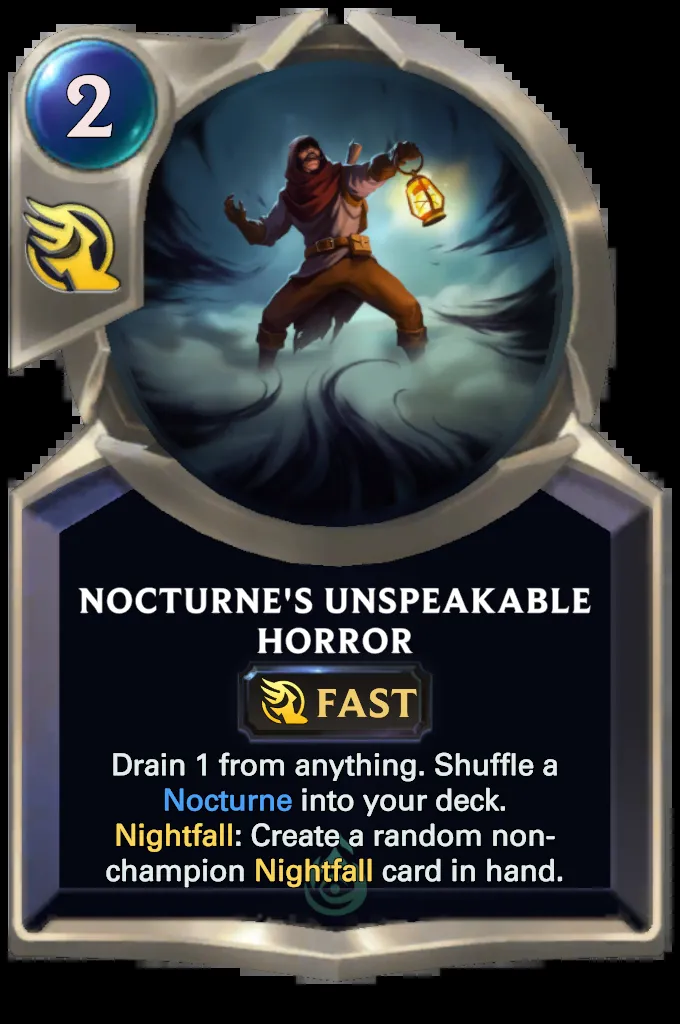 2
NOCTURNE'S UNSPEAKABLE
HORROR
FAST
Drain 1 from anything. Shuffle a
Nocturne into your deck.
Nightfall: Create a random non-
champion Nightfall card in hand.